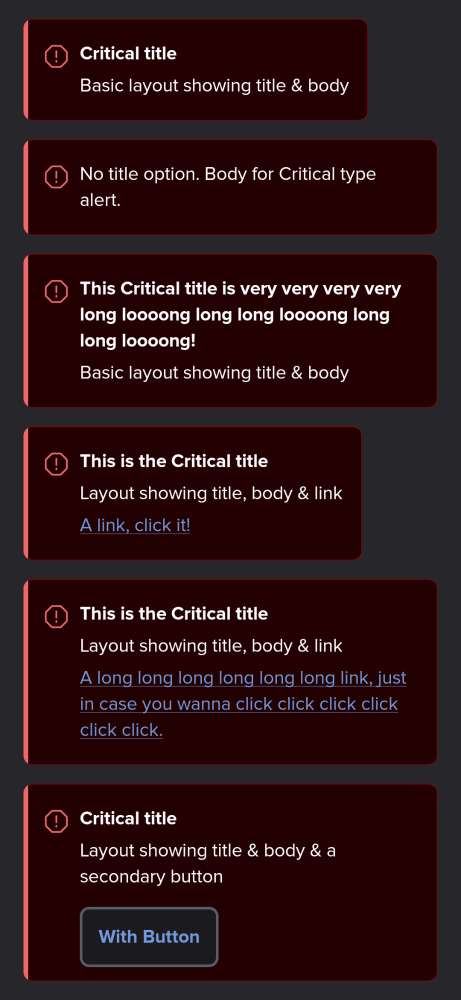 Critical title
Basic layout showing title & body
No title option. Body for Critical type
alert.
This Critical title is very very very very
long loooong long long loooong long
long loooong!
Basic layout showing title & body
This is the Critical title
Layout showing title, body & link
A link, click it!
This is the Critical title
Layout showing title, body & link
A long long long long long long link, just
in case you wanna click click click click
click click.
Critical title
Layout showing title & body & a
secondary button
With Button